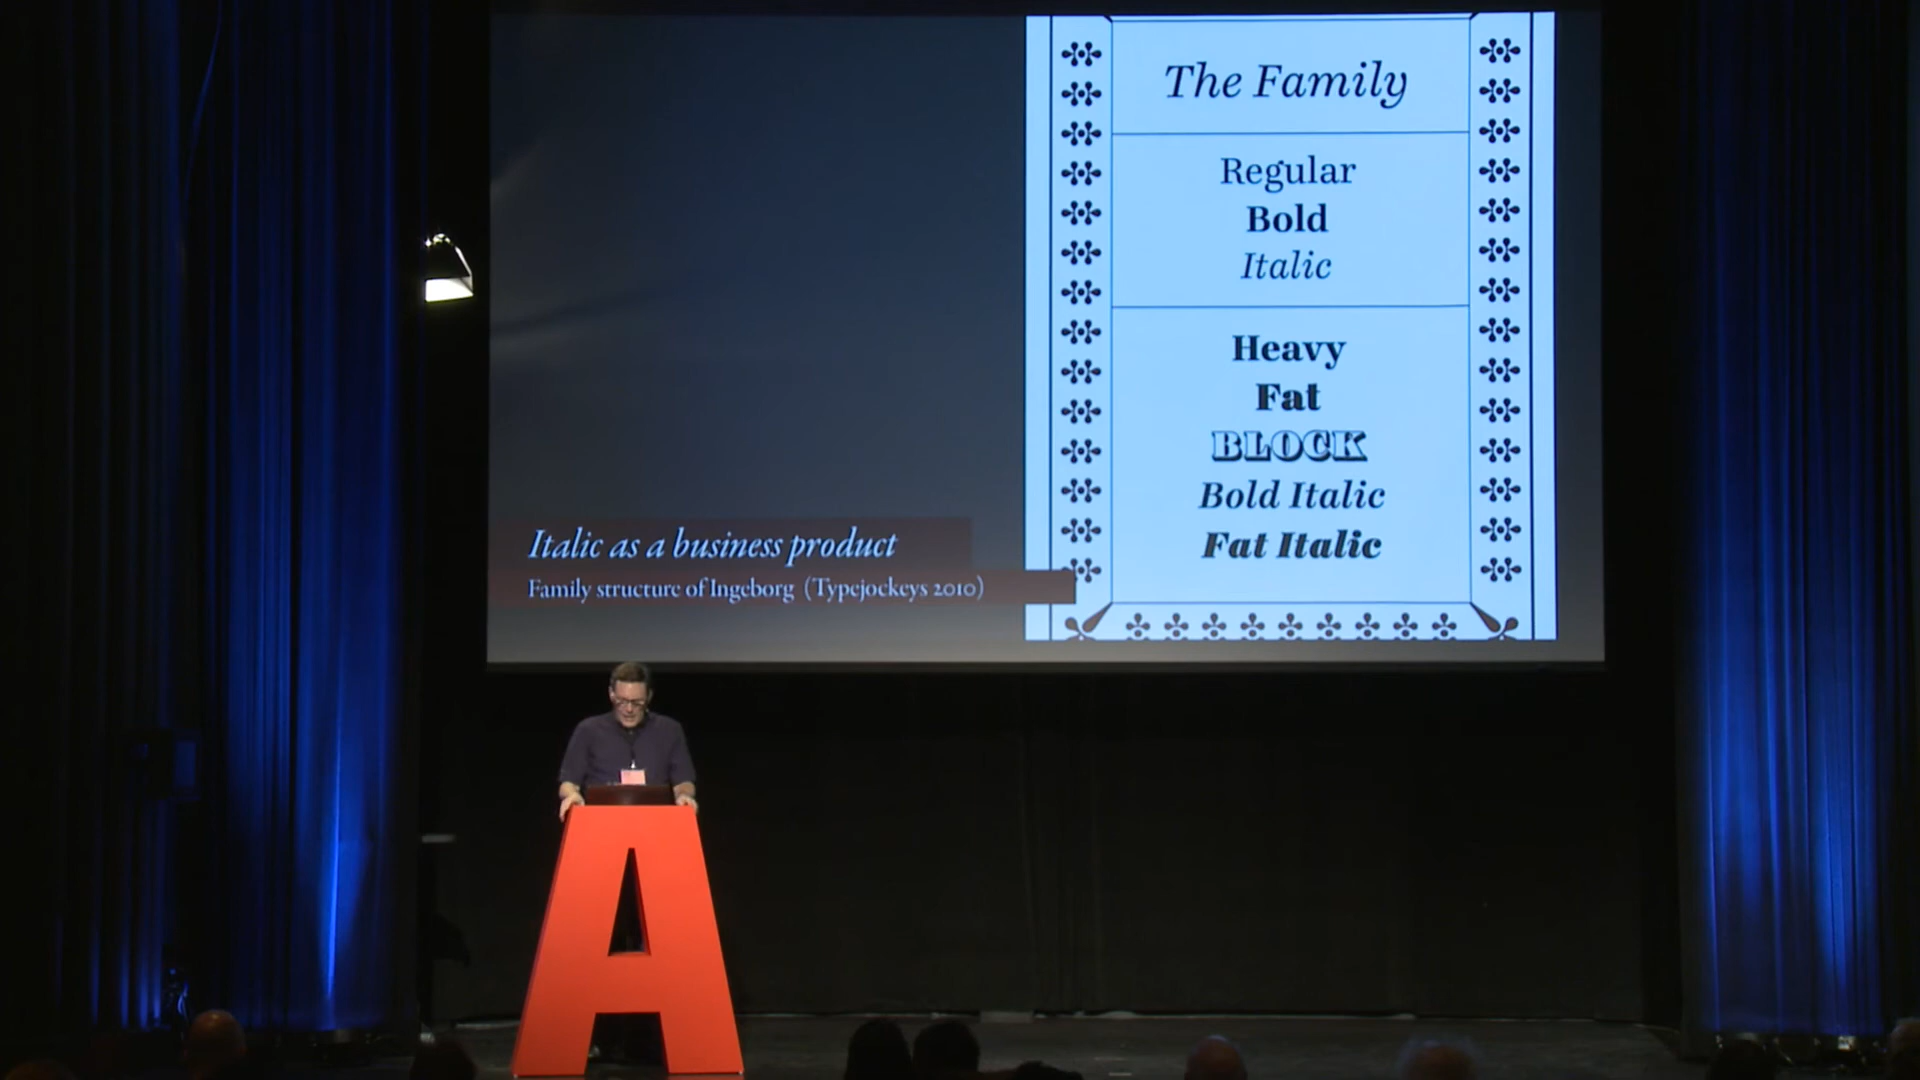 The Family
Regular
Bold
Italic
Heavy
Fat
BLOCK
Bold Italic
Fat Italic
Italic as a business product
Family structure of Ingeborg (Typejockeys 2010)
A